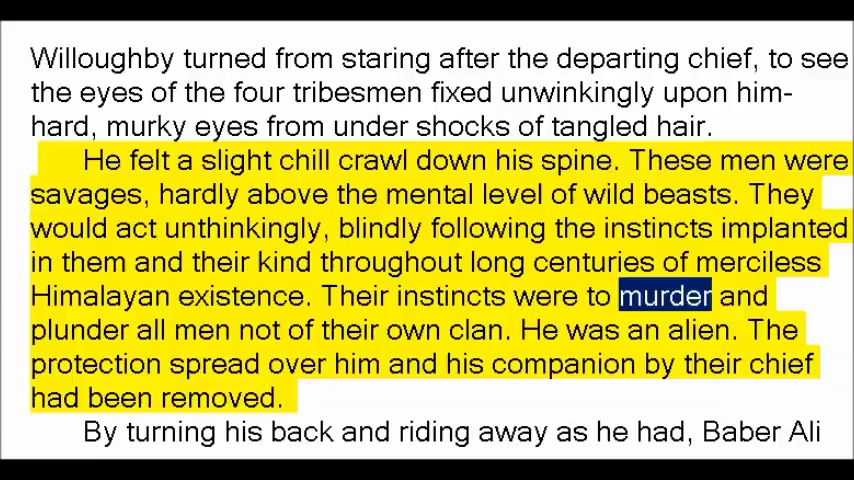 Willoughby turned from staring after the departing chief, to see
the eyes of the four tribesmen fixed unwinkingly upon him-
hard, murky eyes from under shocks of tangled hair.
He felt a slight chill crawl down his spine. These men were
savages, hardly above the mental level of wild beasts. They
would act unthinkingly, blindly following the instincts implanted
in them and their kind throughout long centuries of merciless
Himalayan existence. Their instincts were to murder and
plunder all men not of their own clan. He was an alien. The
protection spread over him and his companion by their chief
had been removed.
By turning his back and riding away as he had, Baber Ali